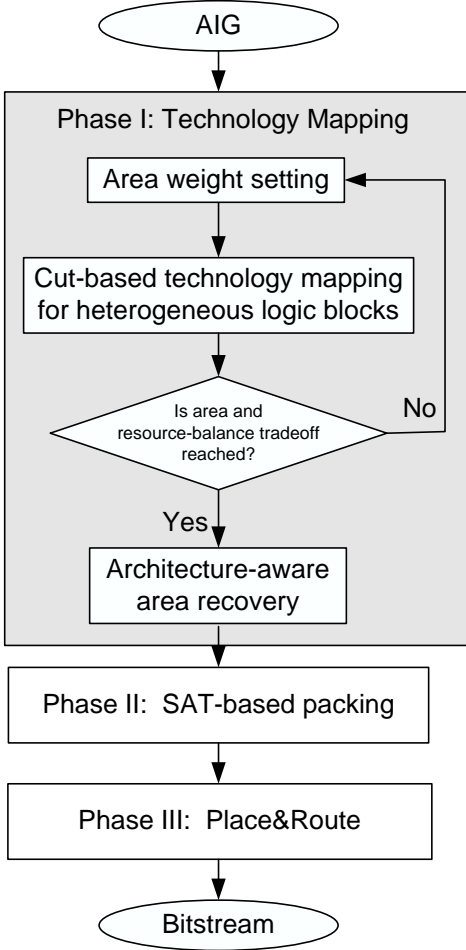 AIG
Phase I: Technology Mapping
Area weight setting
Cut-based technology mapping
for heterogeneous logic blocks
Is area and
resource-balance tradeoff
reached?
No
Yes
Architecture-aware
area recovery
Phase II:  SAT-based packing
Phase III:  Place&Route
Bitstream